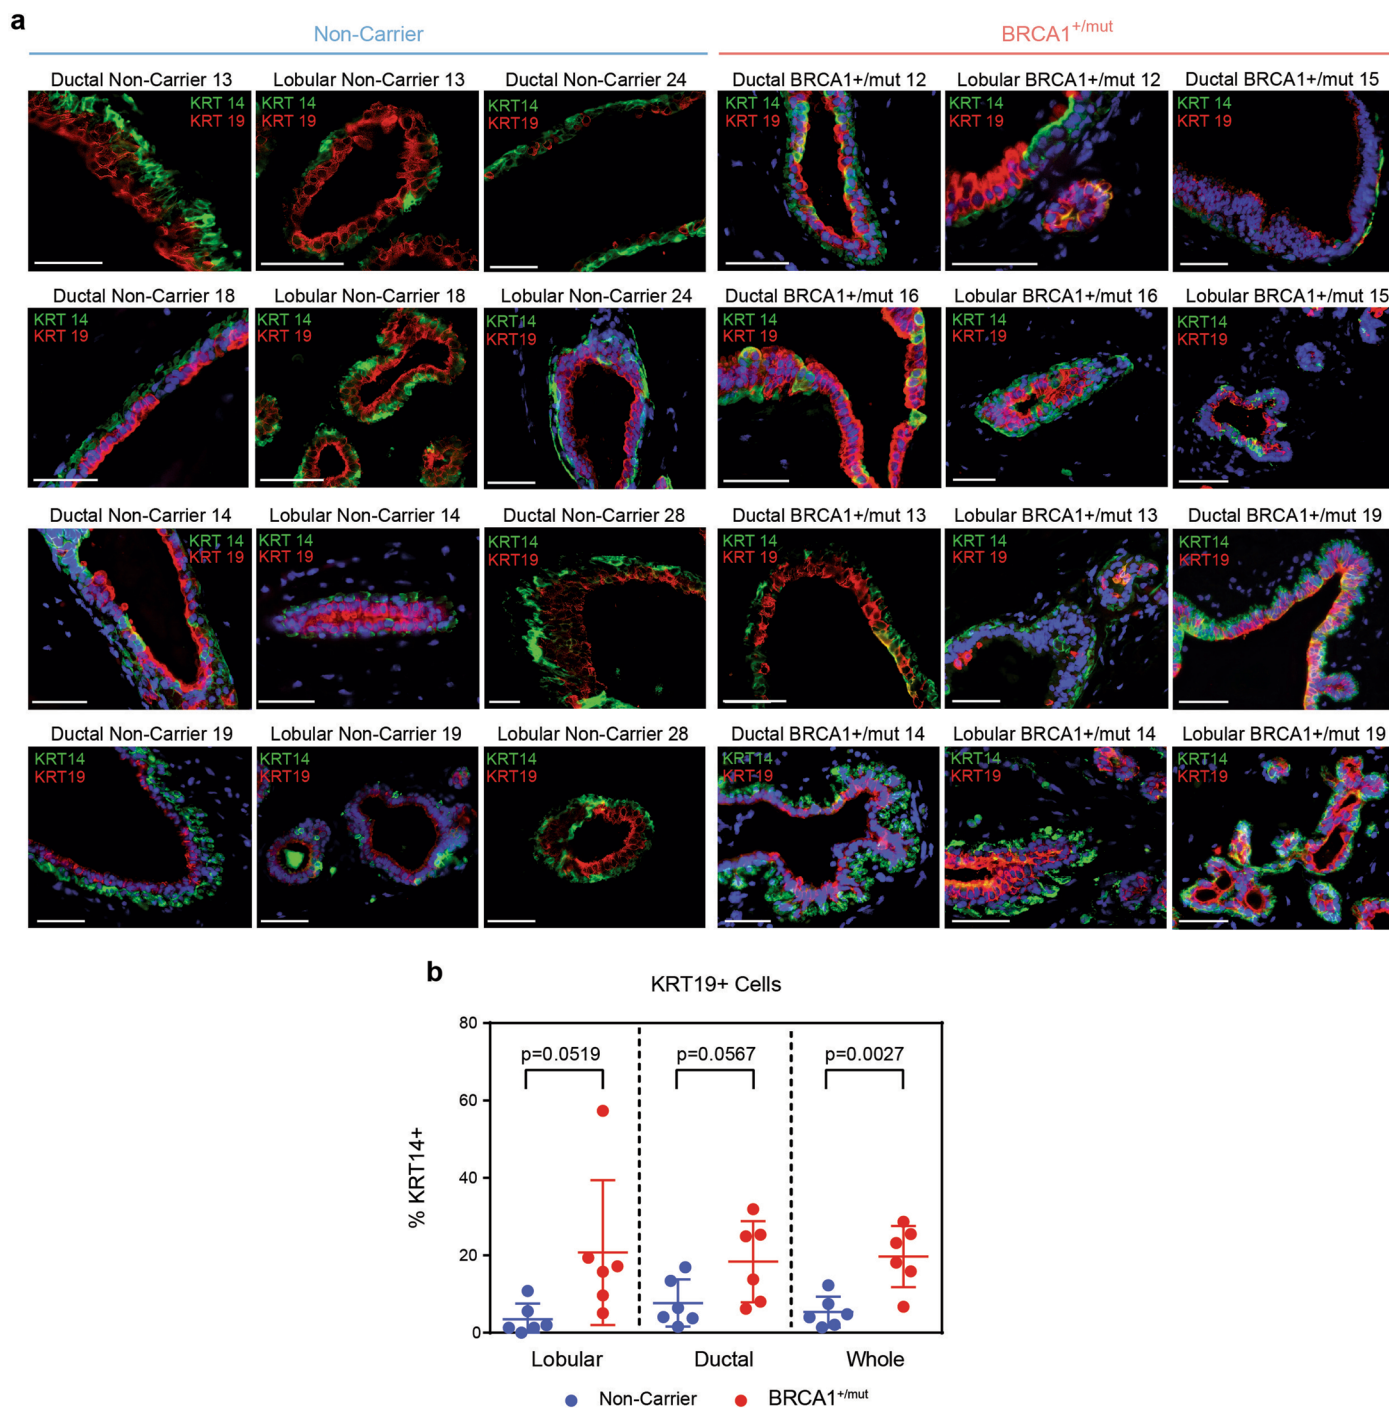 a
Non-Carrier
BRCA1+/mut
Ductal Non-Carrier 13
Lobular Non-Carrier 13
Ductal Non-Carrier 24
Ductal BRCA1+/mut 12
Lobular BRCA1+/mut 12
Ductal BRCA1+/mut 15
KRT 14
KRT 19
KRT 14
KRT 19
KRT14
KRT19
KRT 14
KRT 19
KRT 14
KRT 19
KRT 14
KRT 19
Ductal Non-Carrier 18
Lobular Non-Carrier 18
Lobular Non-Carrier 24
Ductal BRCA1+/mut 16
Lobular BRCA1+/mut 16
Lobular BRCA1+/mut 15
KRT 14
KRT 19
KRT 14
KRT 19
KRT14
KRT19
KRT 14
KRT 19
KRT14
KRT19
KRT14
KRT19
Ductal Non-Carrier 14
Lobular Non-Carrier 14
Ductal Non-Carrier 28
Ductal BRCA1+/mut 13
Lobular BRCA1+/mut 13
Ductal BRCA1+/mut 19
KRT 14
KRT 19
KRT 14
KRT 19
KRT14
KRT19
KRT 14
KRT 19
KRT 14
KRT 19
KRT14
KRT19
Ductal Non-Carrier 19
Lobular Non-Carrier 19
Lobular Non-Carrier 28
Ductal BRCA1+/mut 14
Lobular BRCA1+/mut 14
Lobular BRCA1+/mut 19
KRT14
KRT19
KRT14
KRT19
KRT14
KRT19
KRT14
KRT19
KRT14
KRT19
KRT14
KRT19
b
KRT19+ Cells
% KRT14+
80
60
40
20
0
p=0.0519
p=0.0567
p=0.0027
Lobular
Ductal
Whole
Non-Carrier
BRCA1+/mut